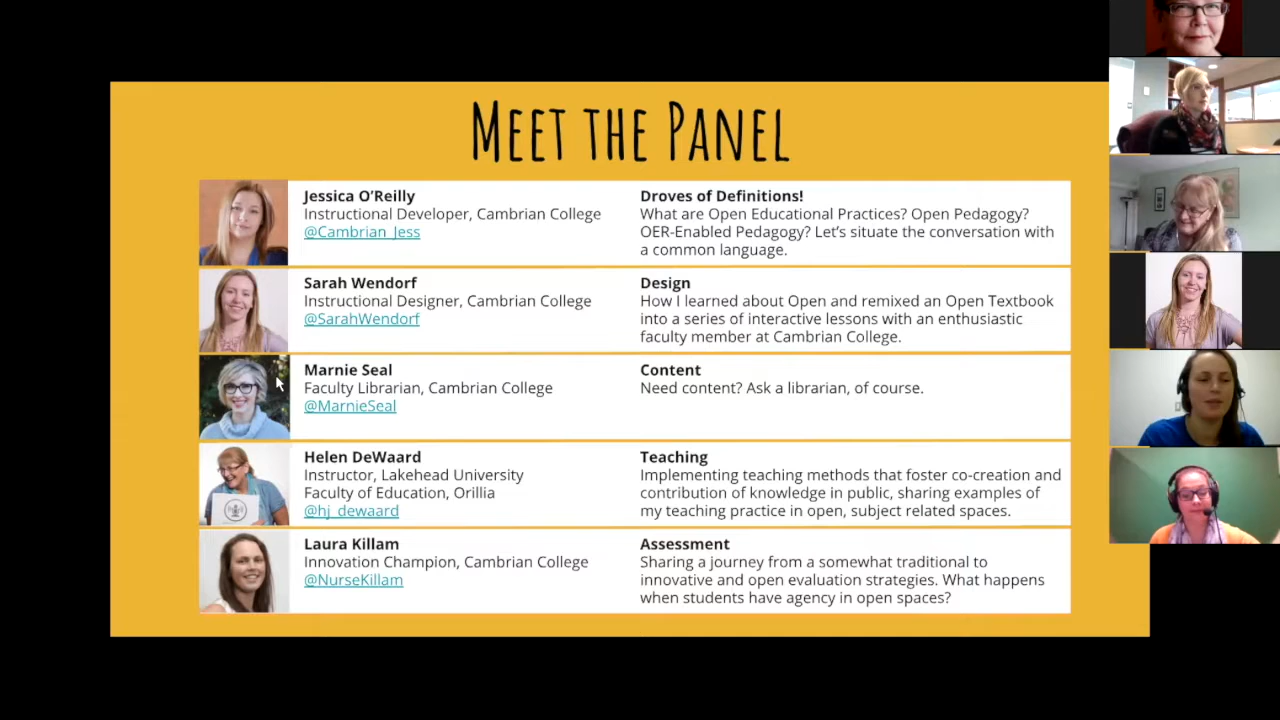 Meet the Panel
Jessica O'Reilly
Instructional Developer, Cambrian College
@Cambrian_Jess
Droves of Definitions!
What are Open Educational Practices? Open Pedagogy?
OER-Enabled Pedagogy? Let's situate the conversation with
a common language.
Sarah Wendorf
Instructional Designer, Cambrian College
@SarahWendorf
Design
How I learned about Open and remixed an Open Textbook
into a series of interactive lessons with an enthusiastic
faculty member at Cambrian College.
Marnie Seal
Faculty Librarian, Cambrian College
@MarnieSeal
Content
Need content? Ask a librarian, of course.
Helen DeWaard
Instructor, Lakehead University
Faculty of Education, Orillia
@hj_dewaard
Teaching
Implementing teaching methods that foster co-creation and
contribution of knowledge in public, sharing examples of
my teaching practice in open, subject related spaces.
Laura Killam
Innovation Champion, Cambrian College
@NurseKillam
Assessment
Sharing a journey from a somewhat traditional to
innovative and open evaluation strategies. What happens
when students have agency in open spaces?